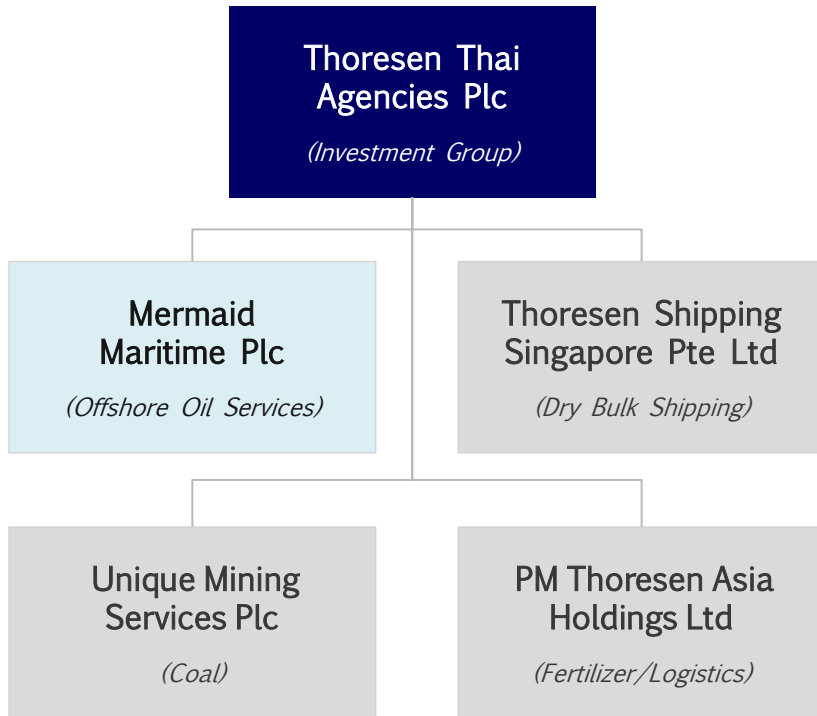 Thoresen Thai
Agencies Plc
(Investment Group)
Mermaid
Maritime Plc
(Offshore Oil Services)
Thoresen Shipping
Singapore Pte Ltd
(Dry Bulk Shipping)
Unique Mining
Services Plc
(Coal)
PM Thoresen Asia
Holdings Ltd
(Fertilizer/Logistics)